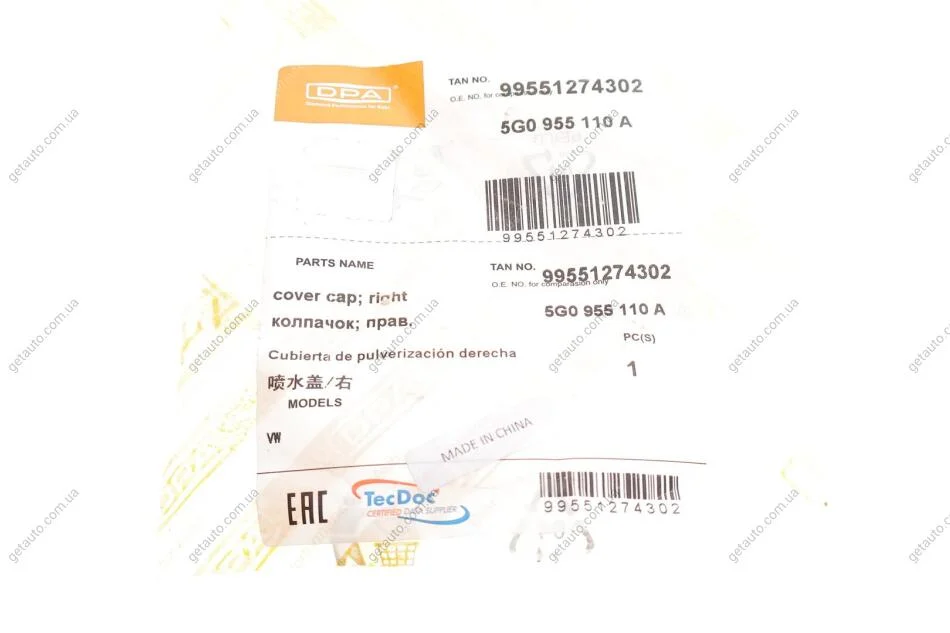 DPA
TAN NO. 99551274302
O.E. NO. for comparasion only
5G0 955 110 A
99551274302
PARTS NAME
TAN NO. 99551274302
O.E. NO. for comparasion only
cover cap; right
5G0 955 110 A
колпачок; прав.
PC(S)
Cubierta de pulverización derecha
1
喷水盖/右
MODELS
VW
MADE IN CHINA
EAC
TecDoc
CERTIFIED DATA SUPPLIER
99551274302
getauto.com.ua